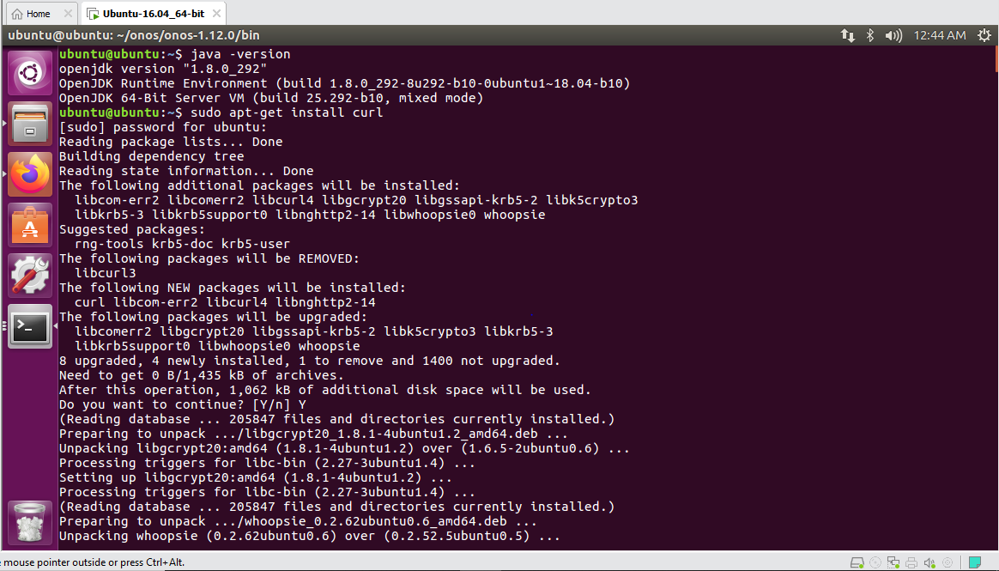 Home
Ubuntu-16.04_64-bit
ubuntu@ubuntu: ~/onos/onos-1.12.0/bin
12:44 AM
ubuntu@ubuntu:~$ java -version
openjdk version "1.8.0_292"
OpenJDK Runtime Environment (build 1.8.0_292-8u292-b10-0ubuntu1~18.04-b10)
OpenJDK 64-Bit Server VM (build 25.292-b10, mixed mode)
ubuntu@ubuntu:~$ sudo apt-get install curl
[sudo] password for ubuntu:
Reading package lists... Done
Building dependency tree
Reading state information... Done
The following additional packages will be installed:
  libcom-err2 libcomerr2 libcurl4 libgcrypt20 libgssapi-krb5-2 libk5crypto3
  libkrb5-3 libkrb5support0 libnghttp2-14 libwhoopsie0 whoopsie
Suggested packages:
  rng-tools krb5-doc krb5-user
The following packages will be REMOVED:
  libcurl3
The following NEW packages will be installed:
  curl libcom-err2 libcurl4 libnghttp2-14
The following packages will be upgraded:
  libcomerr2 libgcrypt20 libgssapi-krb5-2 libk5crypto3 libkrb5-3
  libkrb5support0 libwhoopsie0 whoopsie
8 upgraded, 4 newly installed, 1 to remove and 1400 not upgraded.
Need to get 0 B/1,435 kB of archives.
After this operation, 1,062 kB of additional disk space will be used.
Do you want to continue? [Y/n] Y
(Reading database ... 205847 files and directories currently installed.)
Preparing to unpack .../libgcrypt20_1.8.1-4ubuntu1.2_amd64.deb ...
Unpacking libgcrypt20:amd64 (1.8.1-4ubuntu1.2) over (1.6.5-2ubuntu0.6) ...
Processing triggers for libc-bin (2.27-3ubuntu1.4) ...
Setting up libgcrypt20:amd64 (1.8.1-4ubuntu1.2) ...
Processing triggers for libc-bin (2.27-3ubuntu1.4) ...
(Reading database ... 205847 files and directories currently installed.)
Preparing to unpack .../whoopsie_0.2.62ubuntu0.6_amd64.deb ...
Unpacking whoopsie (0.2.62ubuntu0.6) over (0.2.52.5ubuntu0.5) ...
mouse pointer outside or press Ctrl+Alt.